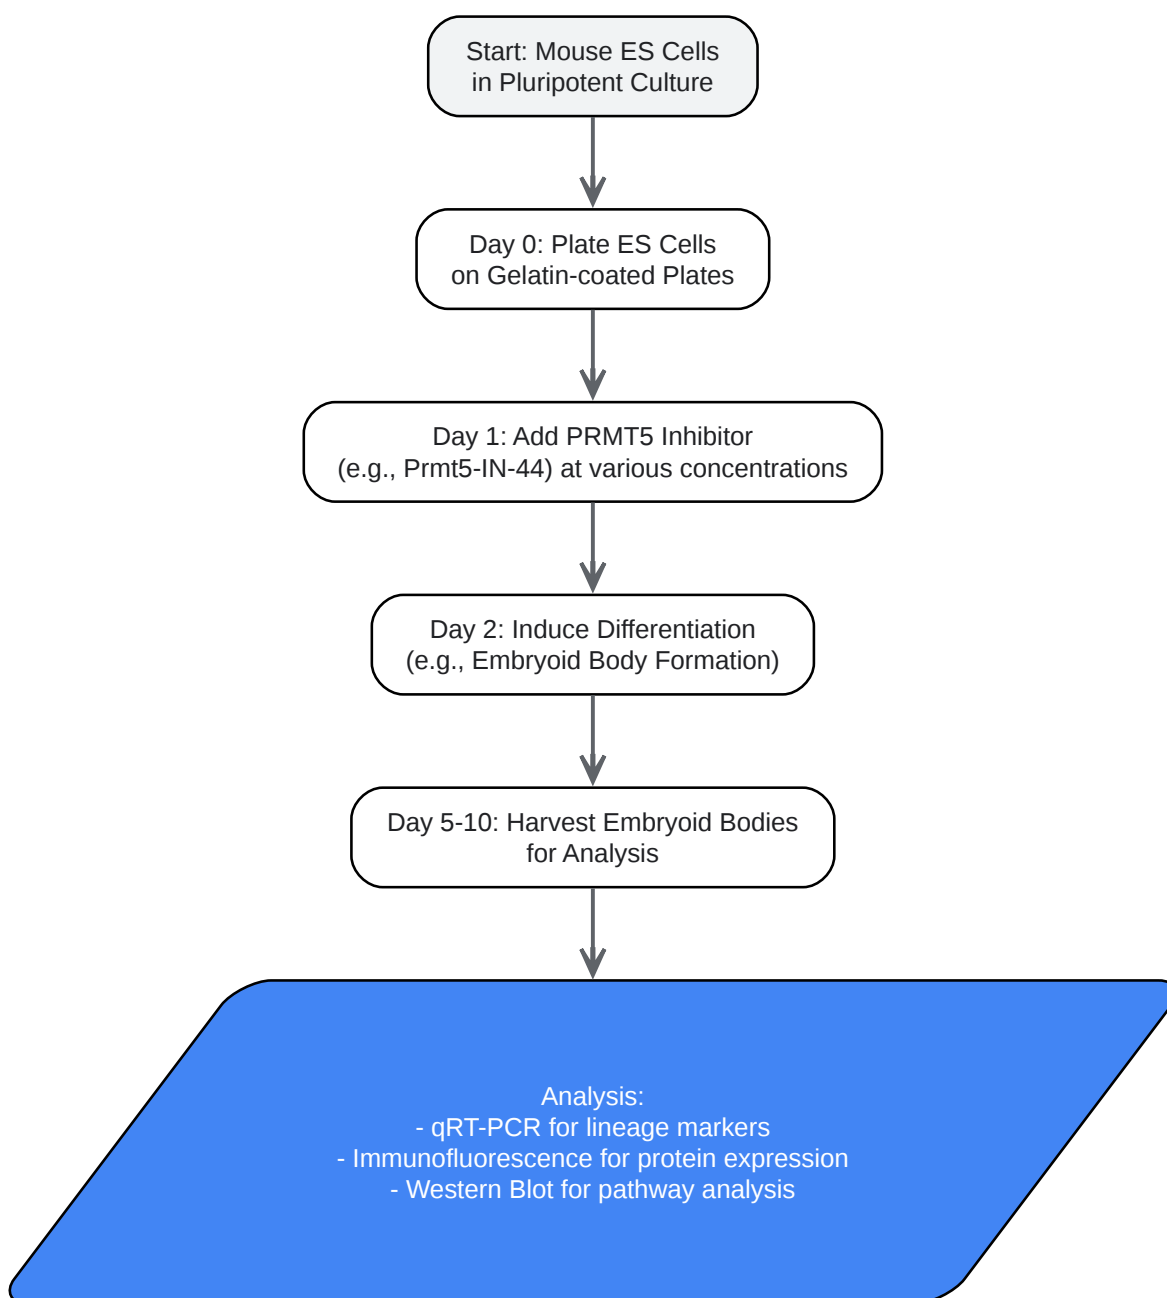 Start: Mouse ES Cells
in Pluripotent Culture
Day 0: Plate ES Cells
on Gelatin-coated Plates
Day 1: Add PRMT5 Inhibitor
(e.g., Prmt5-IN-44) at various concentrations
Day 2: Induce Differentiation
(e.g., Embryoid Body Formation)
Day 5-10: Harvest Embryoid Bodies
for Analysis
Analysis:
- qRT-PCR for lineage markers
- Immunofluorescence for protein expression
- Western Blot for pathway analysis